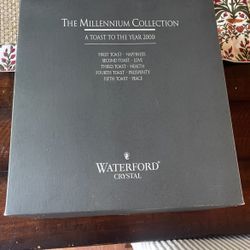 THE MILLENNIUM COLLECTION
A TOAST TO THE YEAR 2000
FIRST TOAST · HAPPINESS
SECOND TOAST · LOVE
THIRD TOAST · HEALTH
FOURTH TOAST · PROSPERITY
FIFTH TOAST · PEACE
WATERFORD
CRYSTAL